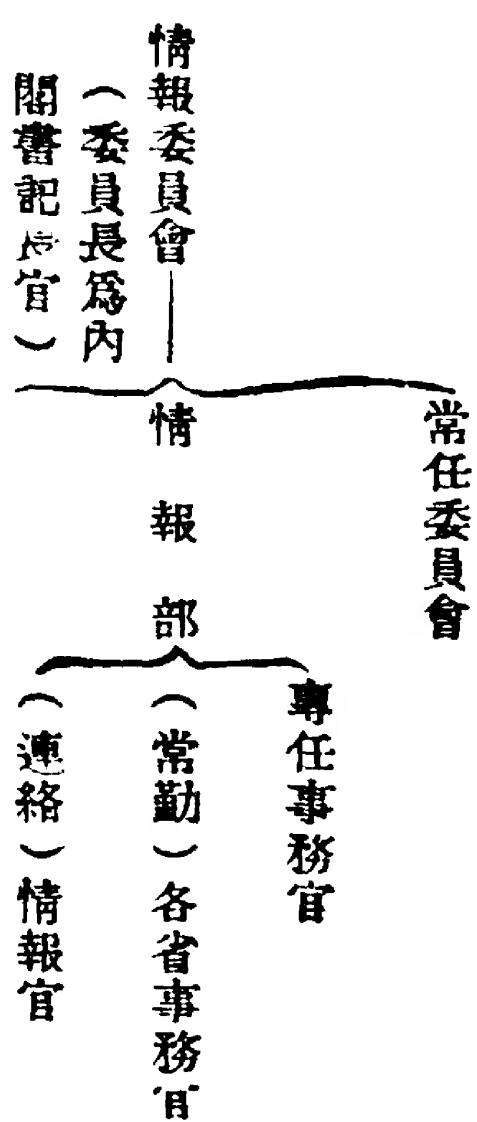 情報委員會
（委員長爲內
閣書記長官）
常任委員會
情報部
專任事務官
（常勤）各省事務官
（連絡）情報官